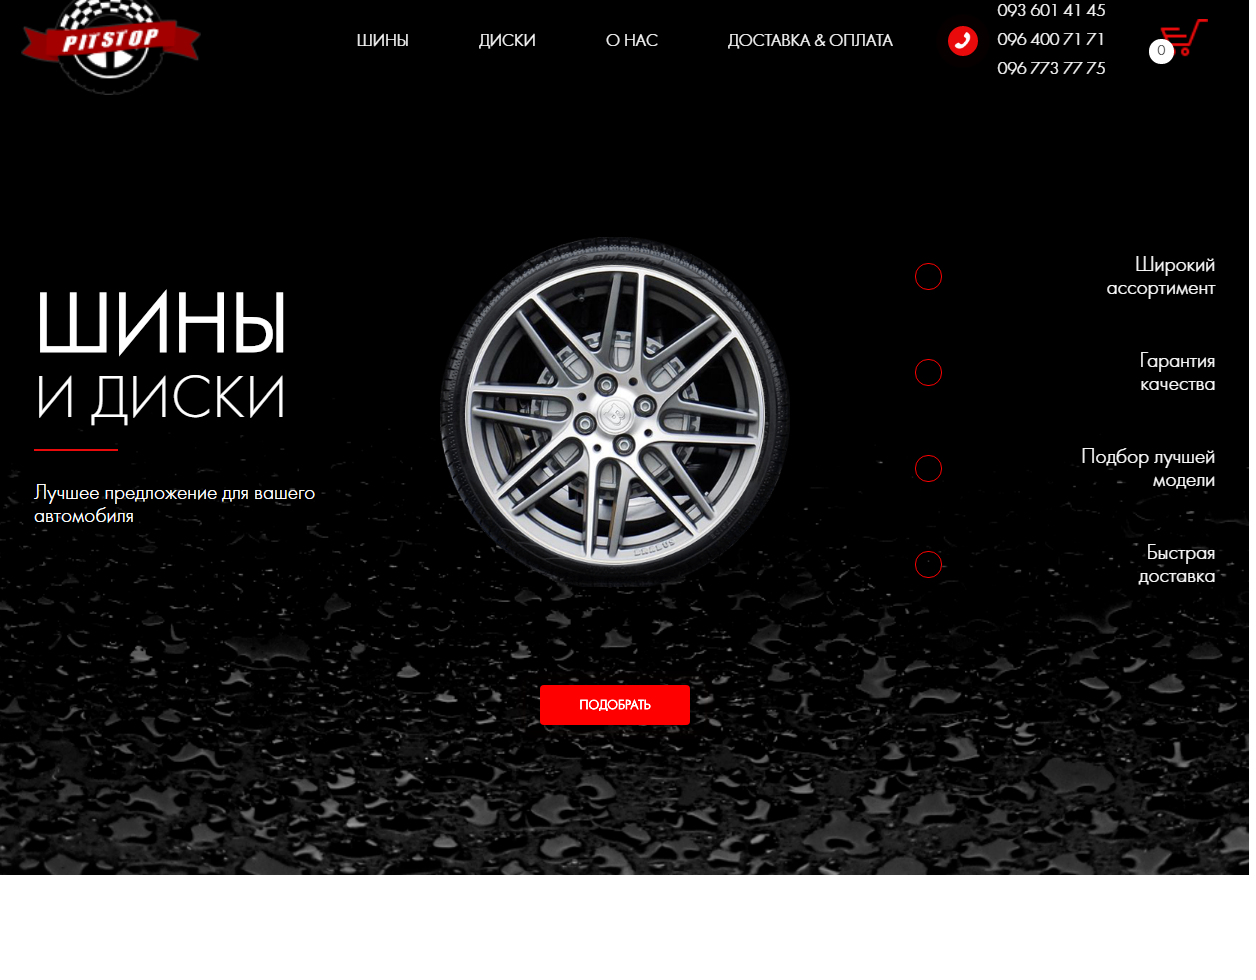 PITSTOP
ШИНЫ
ДИСКИ
О НАС
ДОСТАВКА & ОПЛАТА
093 601 41 45
096 400 71 71
096 773 77 75
0
ШИНЫ
И ДИСКИ
Лучшее предложение для вашего
автомобиля
BRABUS
Широкий
ассортимент
Гарантия
качества
Подбор лучшей
модели
Быстрая
доставка
ПОДОБРАТЬ